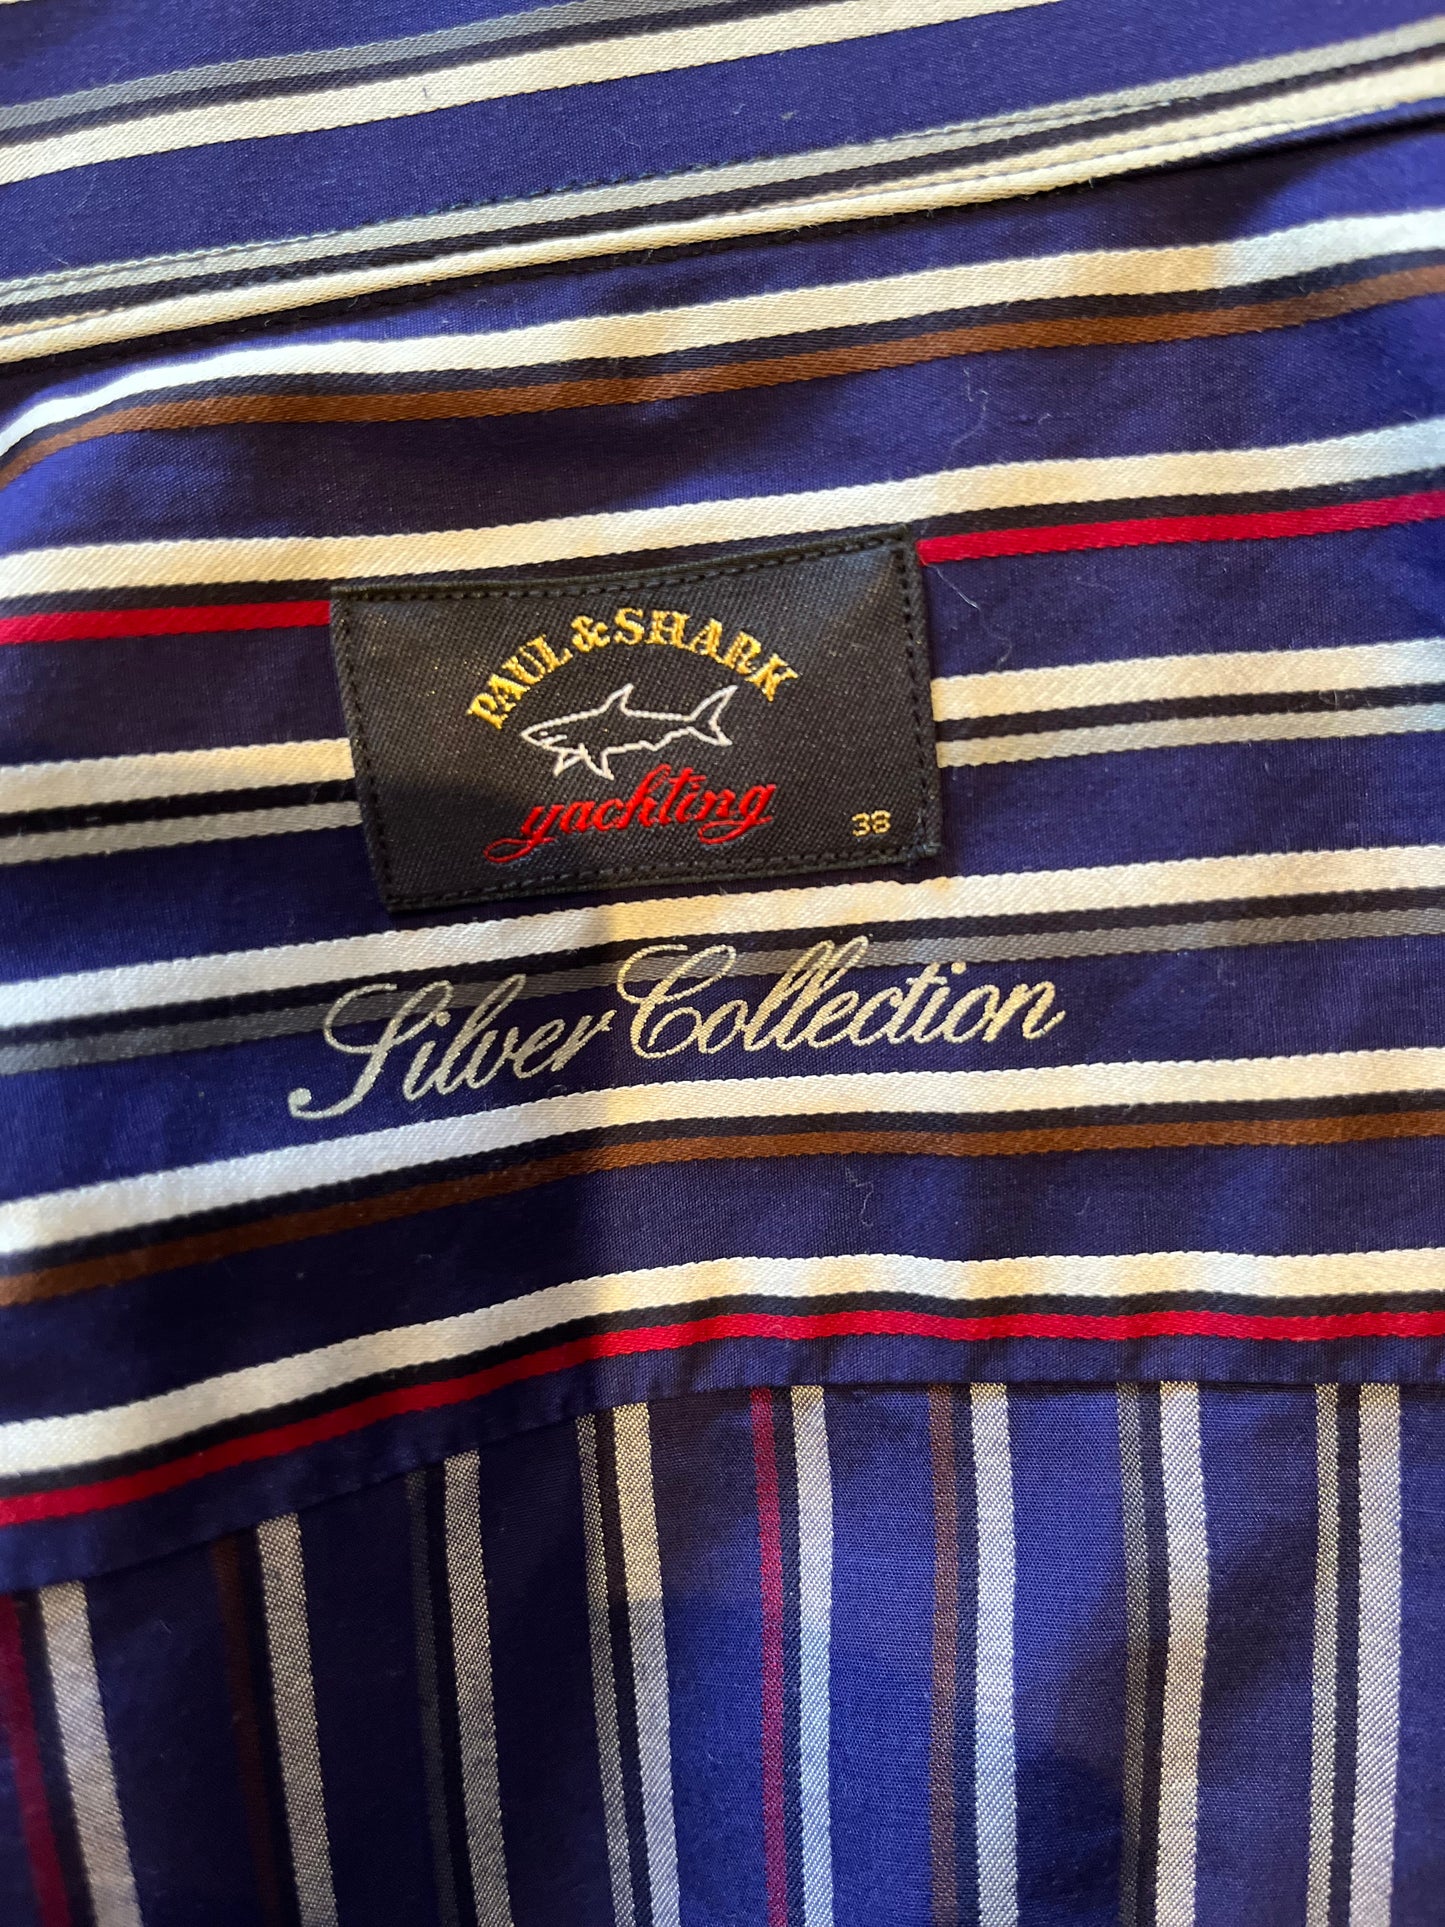 PAUL & SHARK
yachting
38
Silver Collection